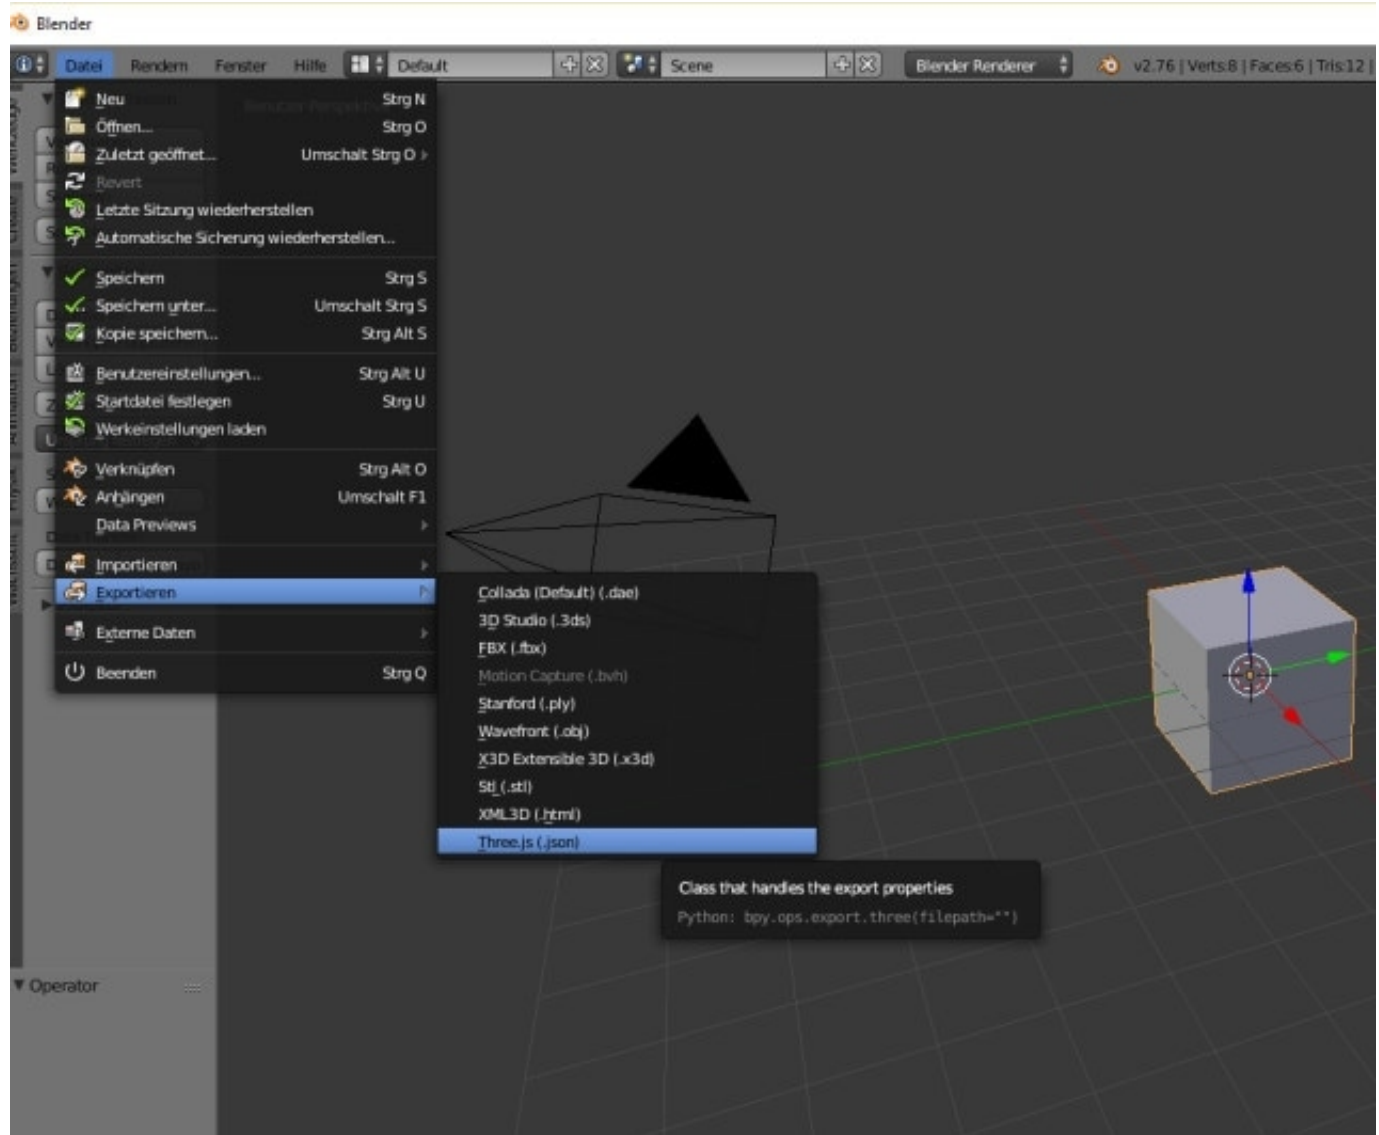 Blender
Datei Rendern Fenster Hilfe Default Scene Blender Renderer v2.76 | Verts:8 | Faces:6 | Tris:12 |
Neu Strg N
Öffnen... Strg O
Zuletzt geöffnet... Umschalt Strg O
Revert
Letzte Sitzung wiederherstellen
Automatische Sicherung wiederherstellen...
Speichern Strg S
Speichern unter... Umschalt Strg S
Kopie speichern... Strg Alt S
Benutzereinstellungen... Strg Alt U
Startdatei festlegen Strg U
Werkeinstellungen laden
Verknüpfen Strg Alt O
Anhängen Umschalt F1
Data Previews
Importieren
Exportieren
Externe Daten
Beenden Strg Q
Collada (Default) (.dae)
3D Studio (.3ds)
FBX (.fbx)
Motion Capture (.bvh)
Stanford (.ply)
Wavefront (.obj)
X3D Extensible 3D (.x3d)
Stl (.stl)
XML3D (.html)
Three.js (.json)
Class that handles the export properties
Python: bpy.ops.export.three(filepath="")
Operator